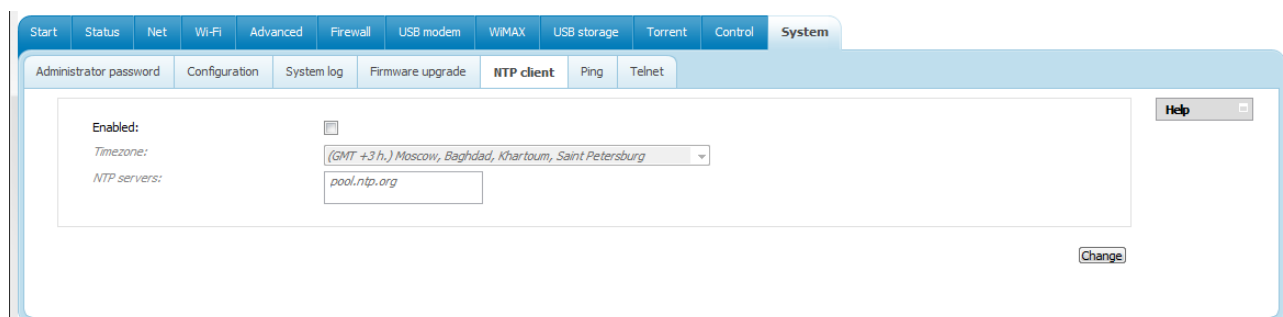 Start Status Net Wi-Fi Advanced Firewall USB modem WiMAX USB storage Torrent Control System
Administrator password Configuration System log Firmware upgrade NTP client Ping Telnet
Help
Enabled:
Timezone: (GMT +3 h.) Moscow, Baghdad, Khartoum, Saint Petersburg
NTP servers: pool.ntp.org
Change